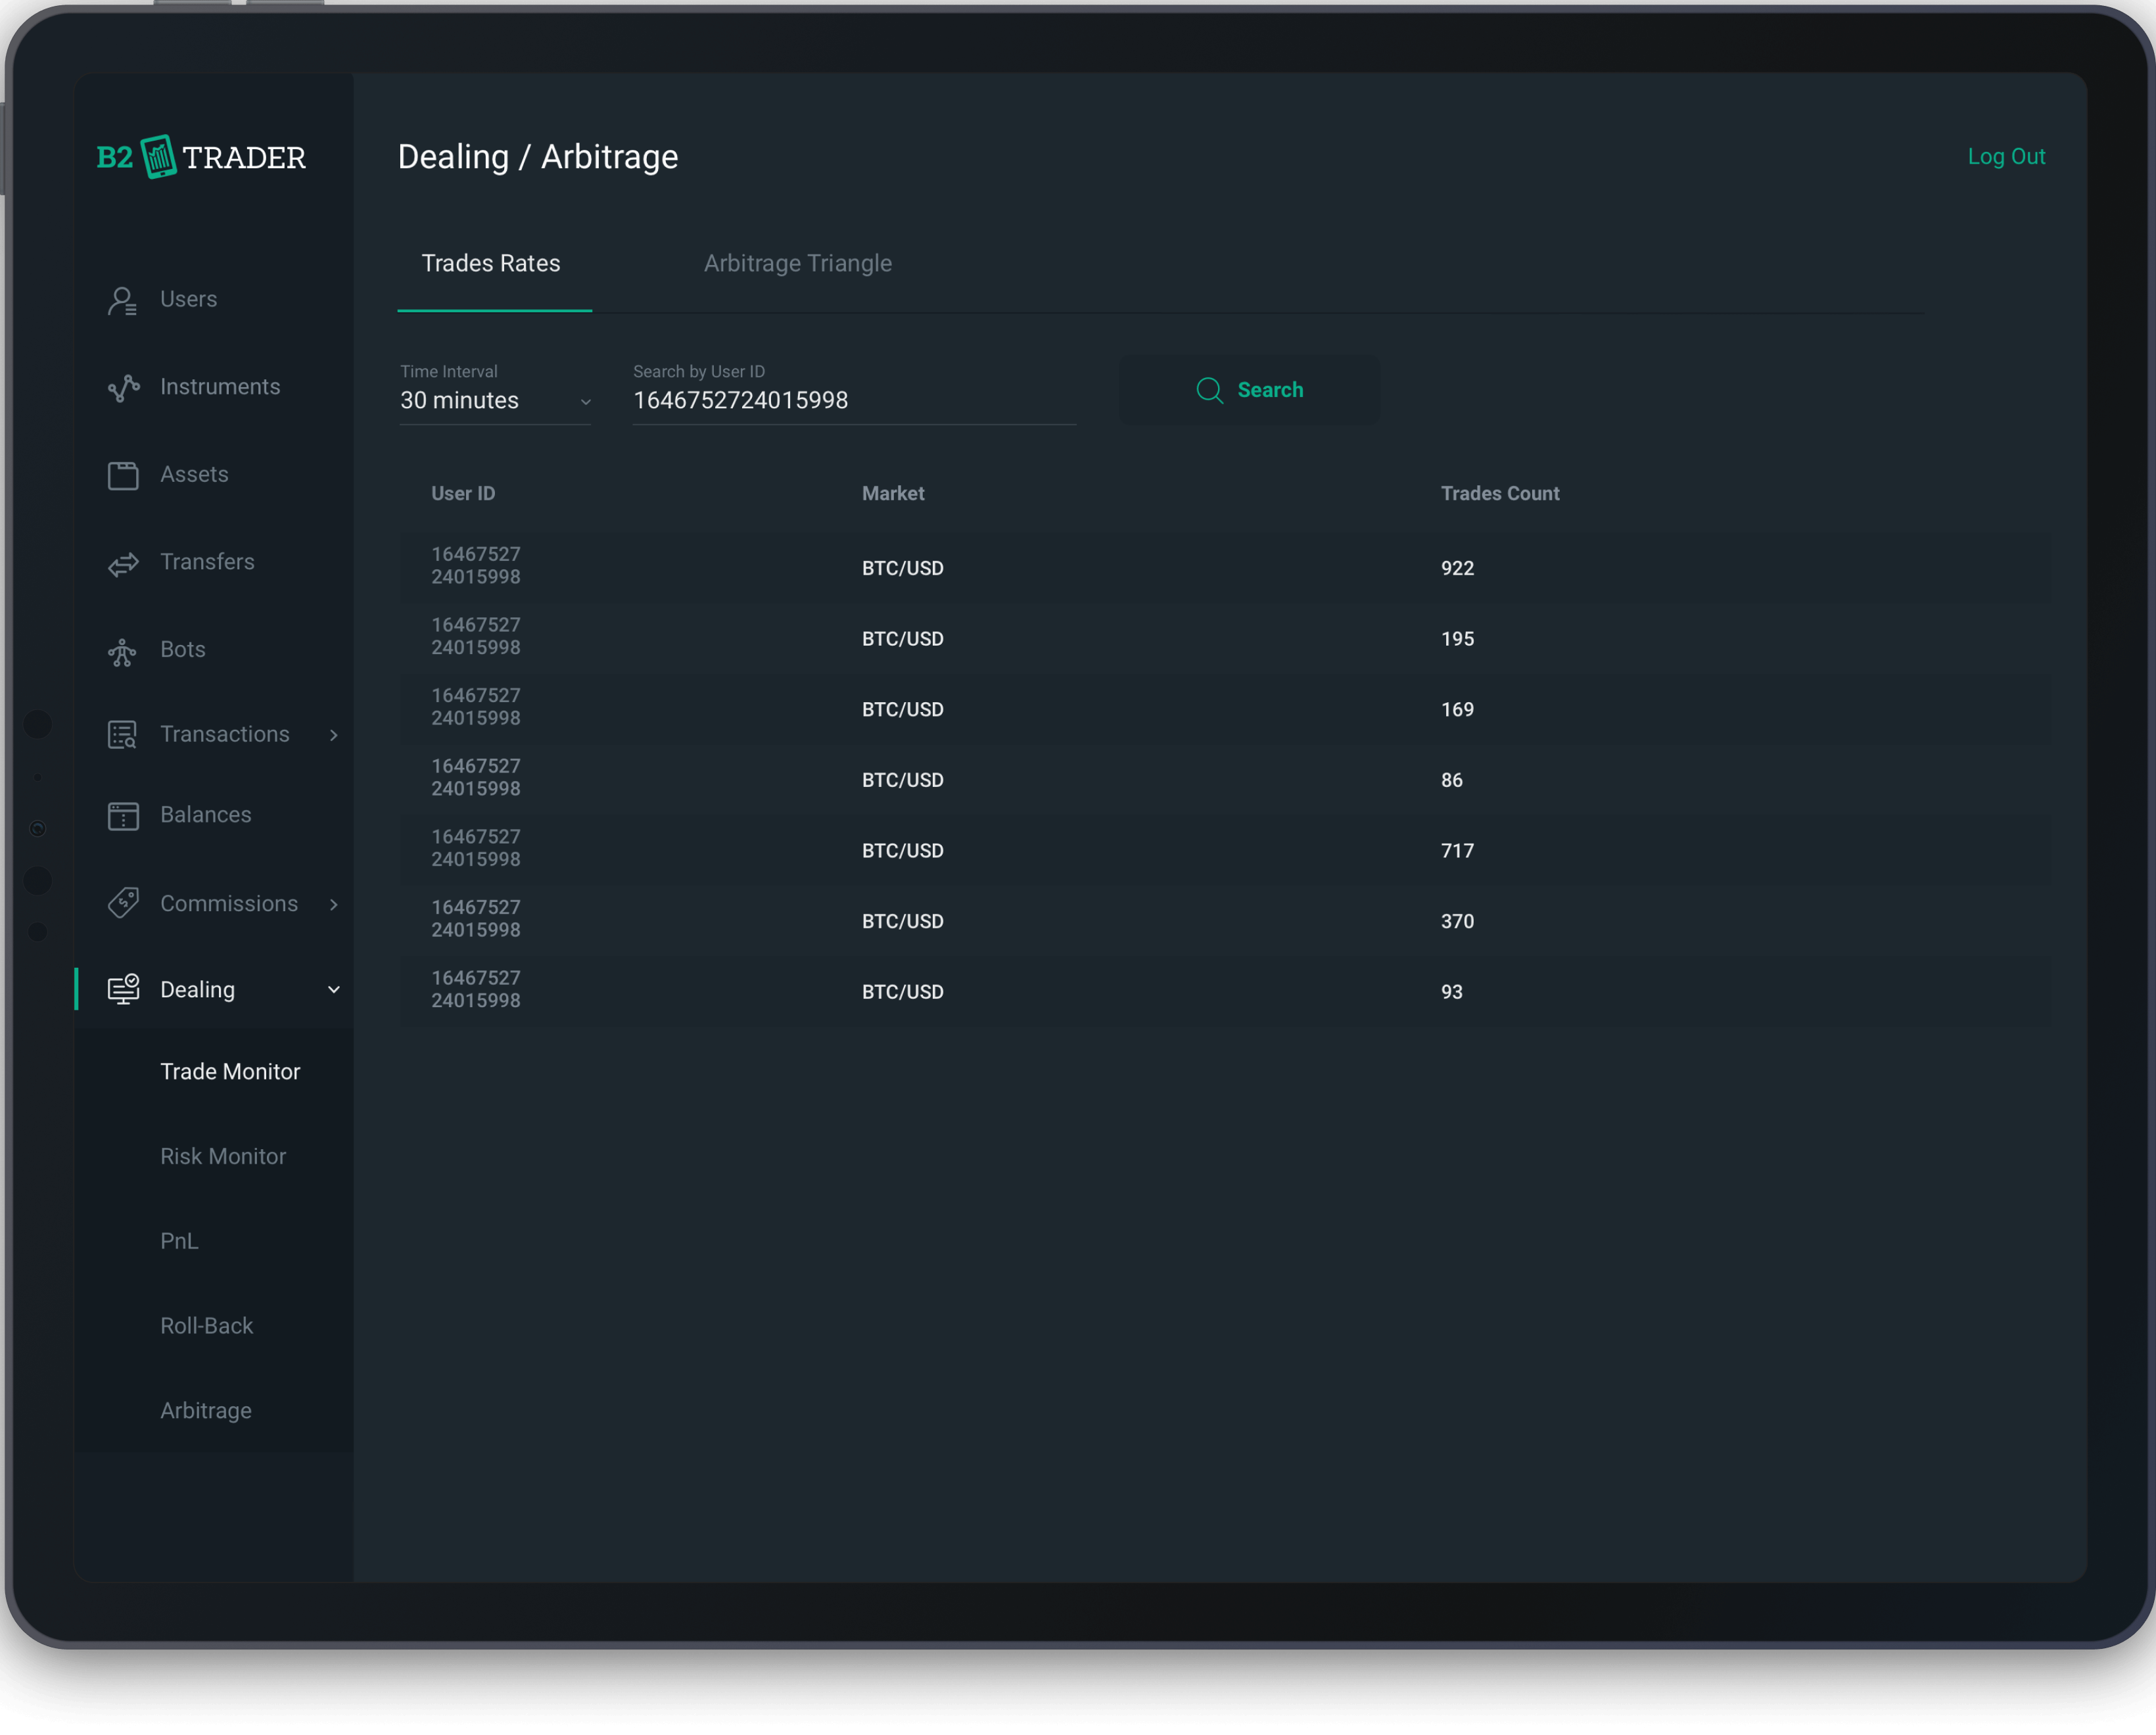 B2 TRADER
Dealing / Arbitrage
Log Out
Users
Instruments
Assets
Transfers
Bots
Transactions
Balances
Commissions
Dealing
Trade Monitor
Risk Monitor
PnL
Roll-Back
Arbitrage
Trades Rates
Arbitrage Triangle
Time Interval
30 minutes
Search by User ID
1646752724015998
Search
User ID Market Trades Count
16467527
24015998
BTC/USD 922
16467527
24015998
BTC/USD 195
16467527
24015998
BTC/USD 169
16467527
24015998
BTC/USD 86
16467527
24015998
BTC/USD 717
16467527
24015998
BTC/USD 370
16467527
24015998
BTC/USD 93